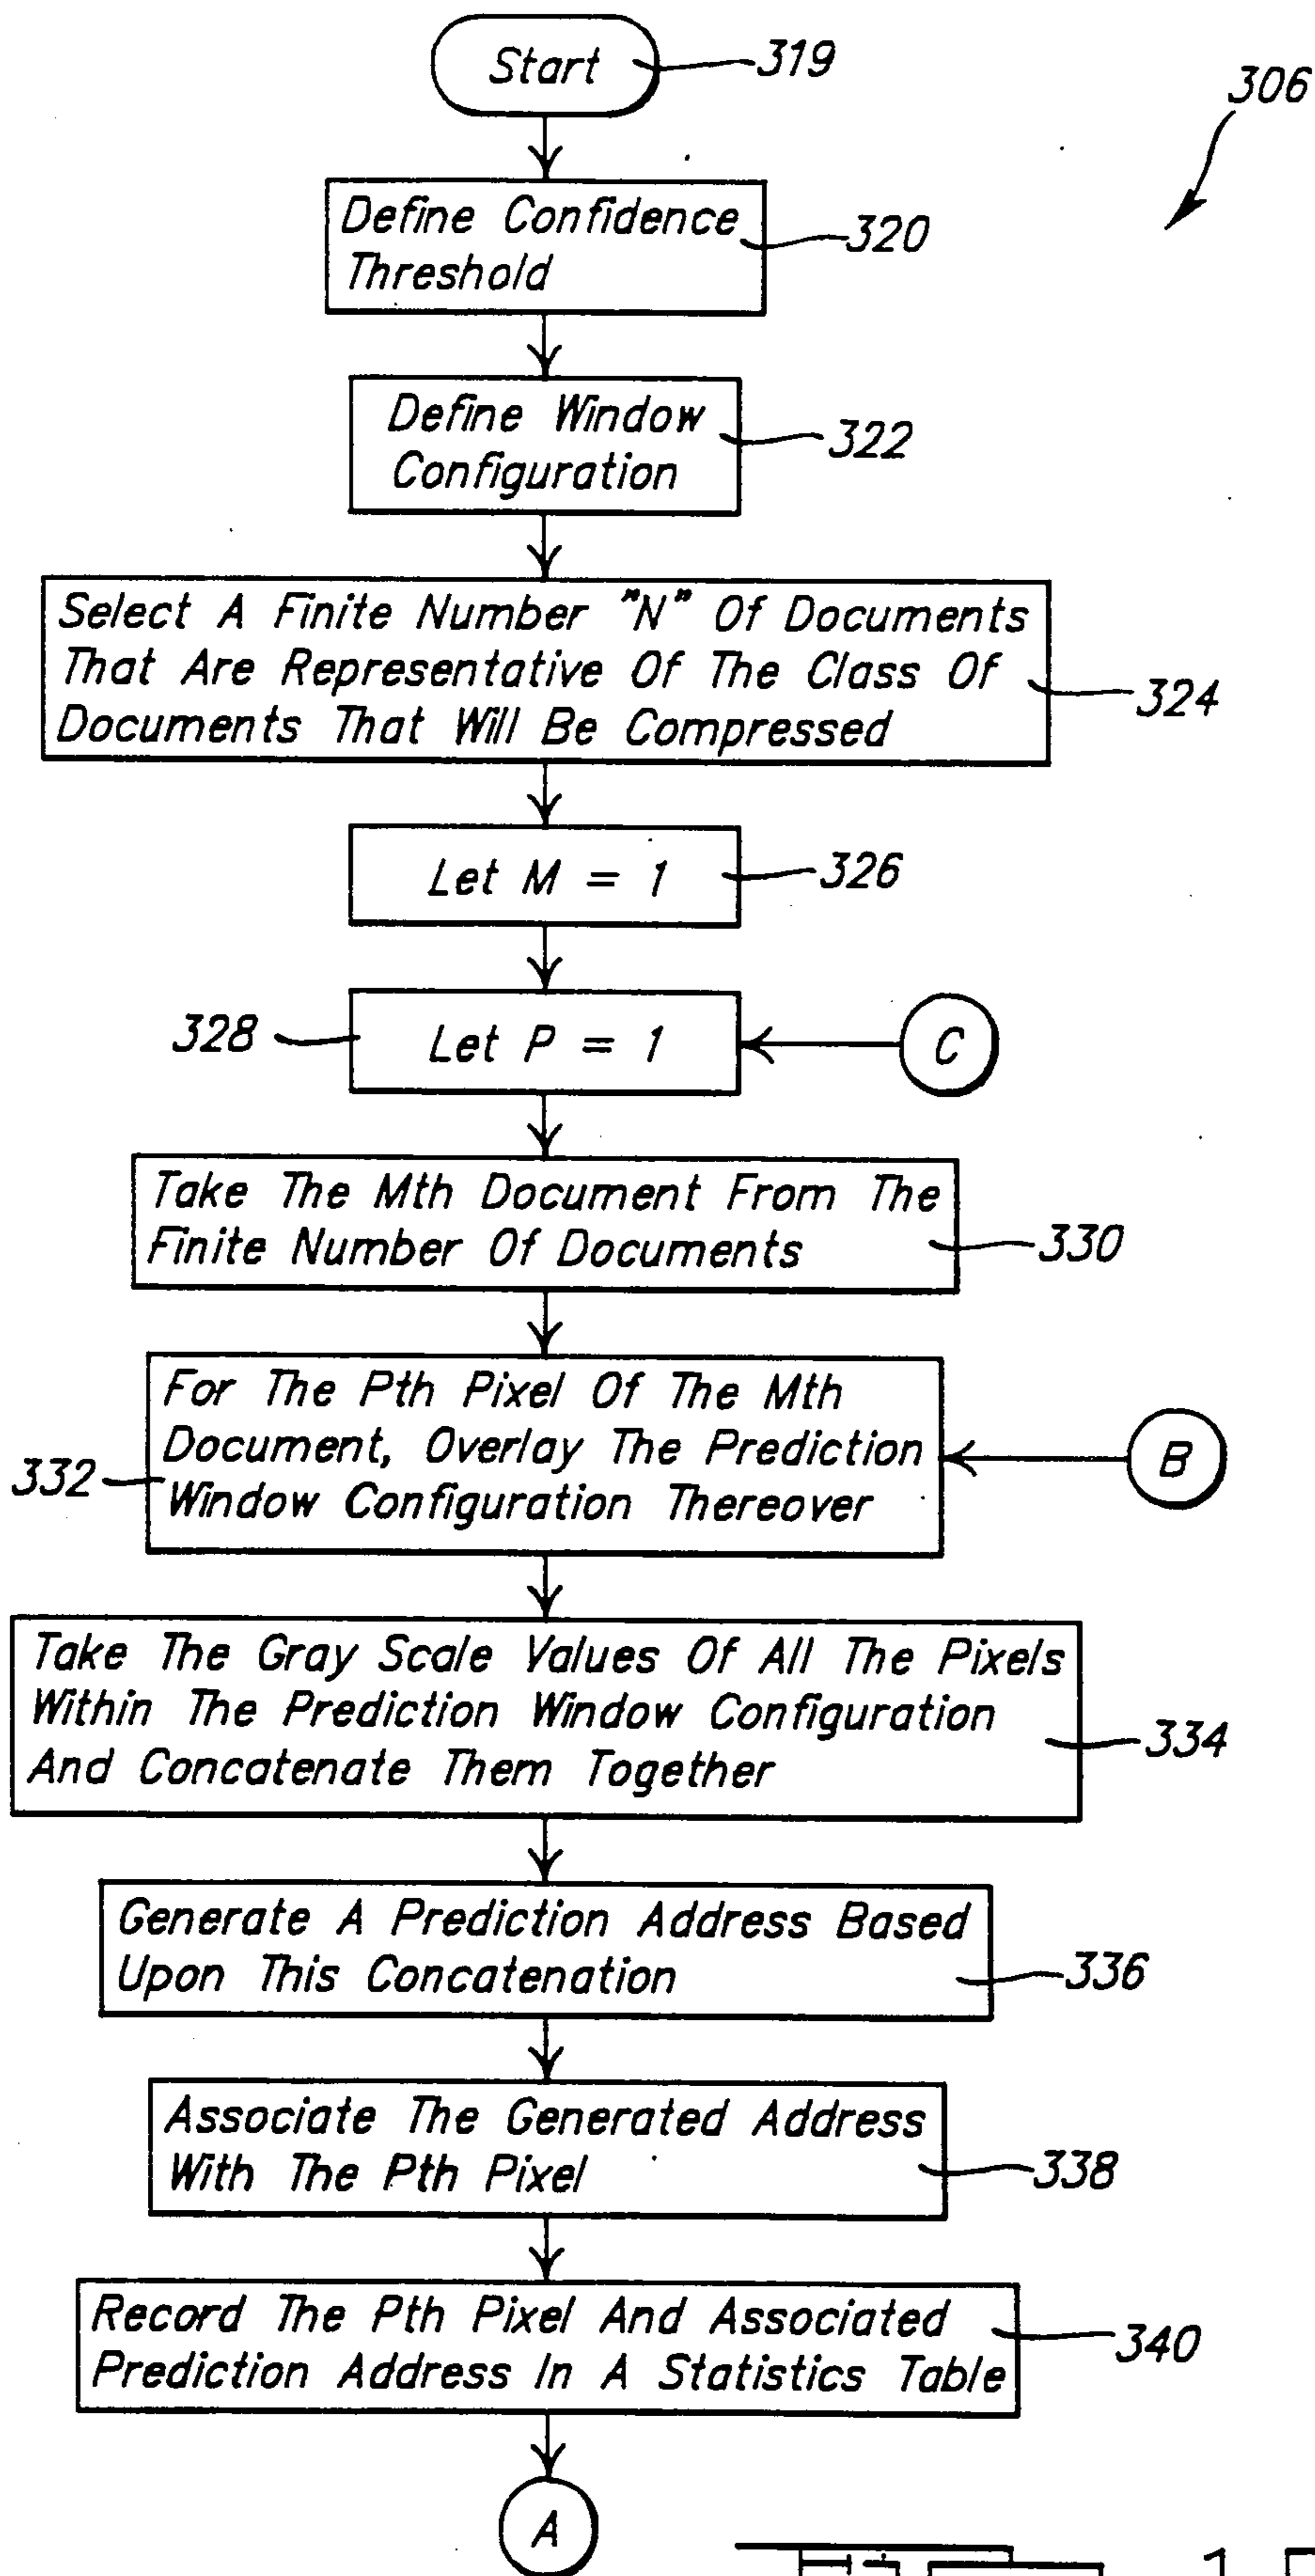 Start
319
306
Define Confidence
Threshold
320
Define Window
Configuration
322
Select A Finite Number "N" Of Documents
That Are Representative Of The Class Of
Documents That Will Be Compressed
324
Let M = 1
326
328
Let P = 1
C
Take The Mth Document From The
Finite Number Of Documents
330
For The Pth Pixel Of The Mth
Document, Overlay The Prediction
Window Configuration Thereover
332
B
Take The Gray Scale Values Of All The Pixels
Within The Prediction Window Configuration
And Concatenate Them Together
334
Generate A Prediction Address Based
Upon This Concatenation
336
Associate The Generated Address
With The Pth Pixel
338
Record The Pth Pixel And Associated
Prediction Address In A Statistics Table
340
A